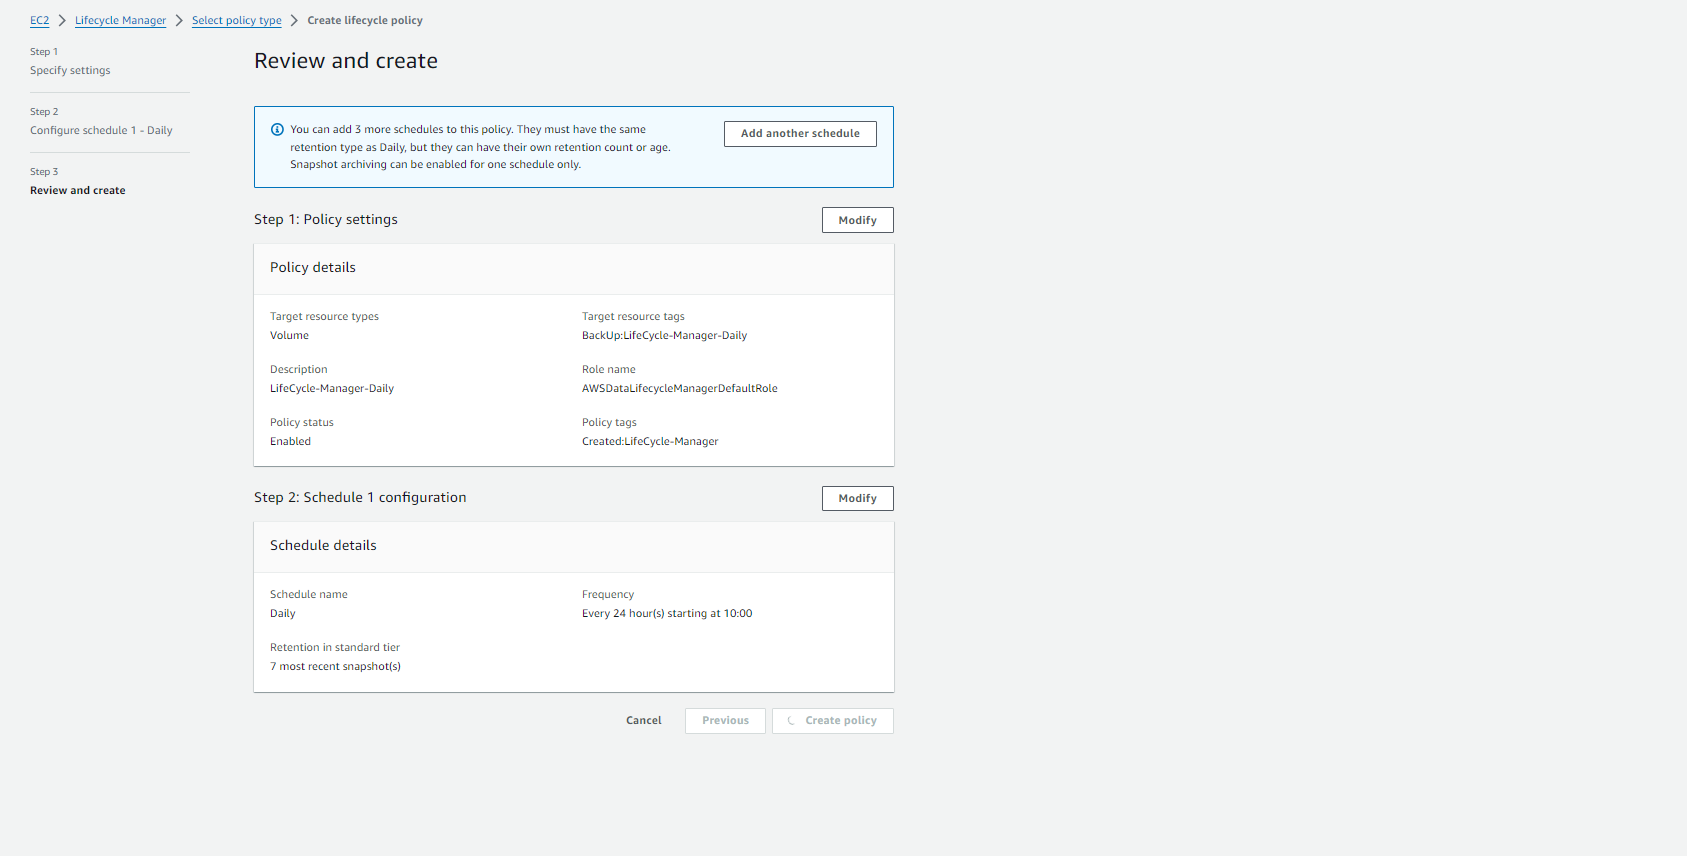 EC2 > Lifecycle Manager > Select policy type > Create lifecycle policy
Step 1
Specify settings
Step 2
Configure schedule 1 - Daily
Step 3
Review and create
Review and create
You can add 3 more schedules to this policy. They must have the same
retention type as Daily, but they can have their own retention count or age.
Snapshot archiving can be enabled for one schedule only.
Add another schedule
Step 1: Policy settings
Modify
Policy details
Target resource types
Volume
Target resource tags
BackUp:LifeCycle-Manager-Daily
Description
LifeCycle-Manager-Daily
Role name
AWSDataLifecycleManagerDefaultRole
Policy status
Enabled
Policy tags
Created:LifeCycle-Manager
Step 2: Schedule 1 configuration
Modify
Schedule details
Schedule name
Daily
Frequency
Every 24 hour(s) starting at 10:00
Retention in standard tier
7 most recent snapshot(s)
Cancel
Previous
Create policy